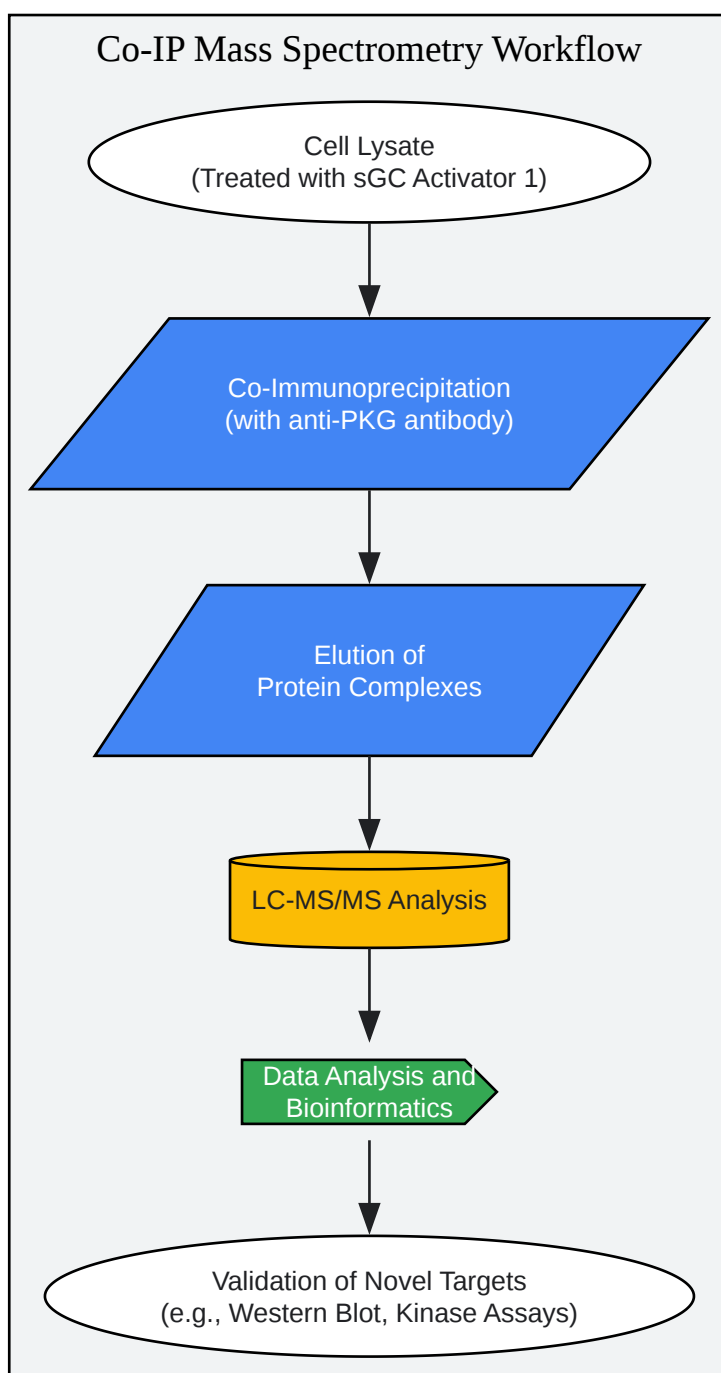 Co-IP Mass Spectrometry Workflow
Cell Lysate
(Treated with sGC Activator 1)
Co-Immunoprecipitation
(with anti-PKG antibody)
Elution of
Protein Complexes
LC-MS/MS Analysis
Data Analysis and
Bioinformatics
Validation of Novel Targets
(e.g., Western Blot, Kinase Assays)